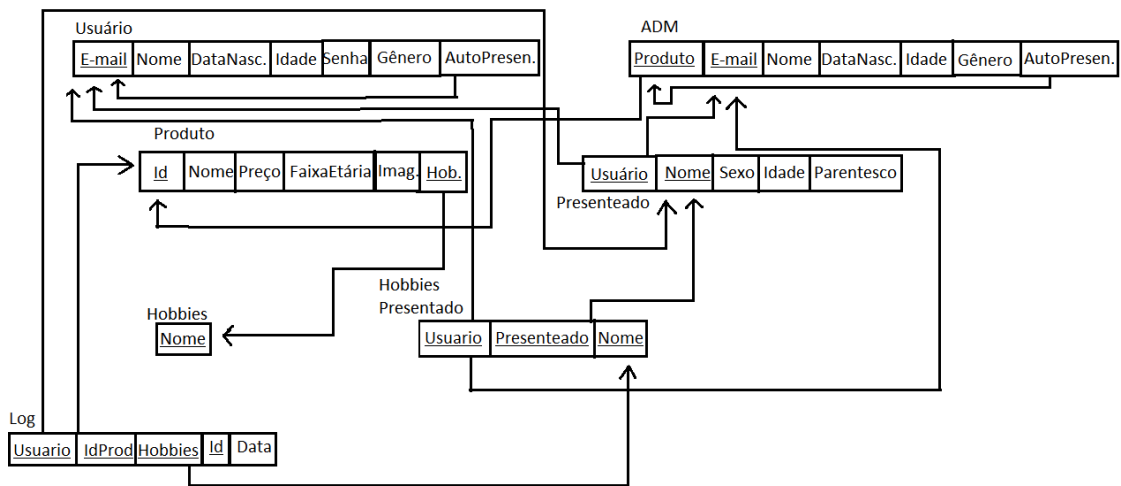 Usuário
E-mail Nome DataNasc. Idade Senha Gênero AutoPresen.
ADM
Produto E-mail Nome DataNasc. Idade Gênero AutoPresen.
Produto
Id Nome Preço FaixaEtária Imag. Hob.
Usuário Nome Sexo Idade Parentesco
Presenteado
Hobbies
Presentado
Usuario Presenteado Nome
Hobbies
Nome
Log
Usuario IdProd Hobbies Id Data